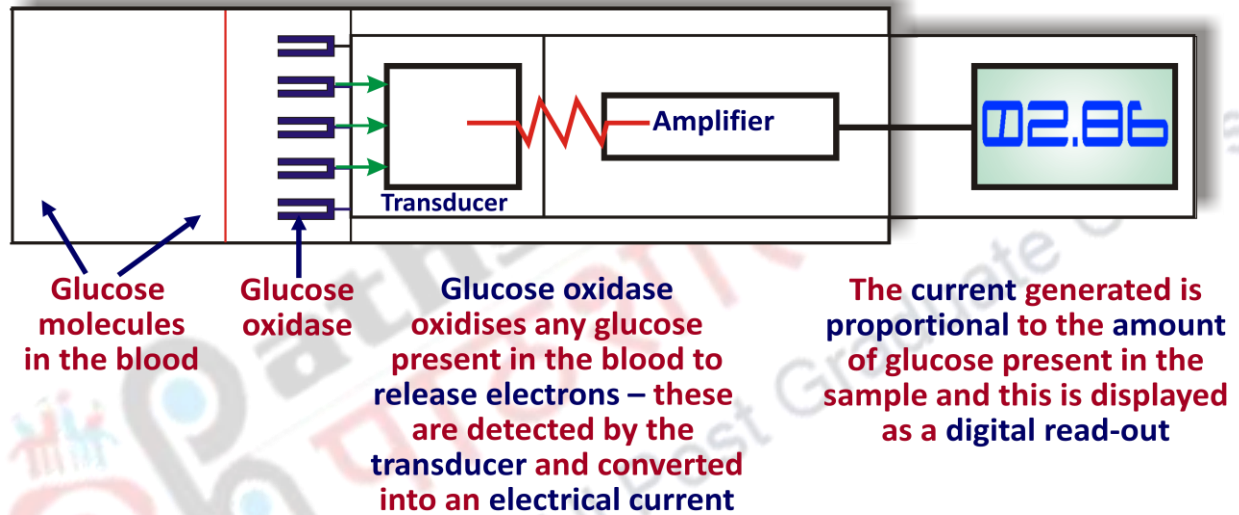 Transducer
Amplifier
02.86
Glucose
molecules
in the blood
Glucose
oxidase
Glucose oxidase
oxidises any glucose
present in the blood to
release electrons – these
are detected by the
transducer and converted
into an electrical current
The current generated is
proportional to the amount
of glucose present in the
sample and this is displayed
as a digital read-out
Post Graduate